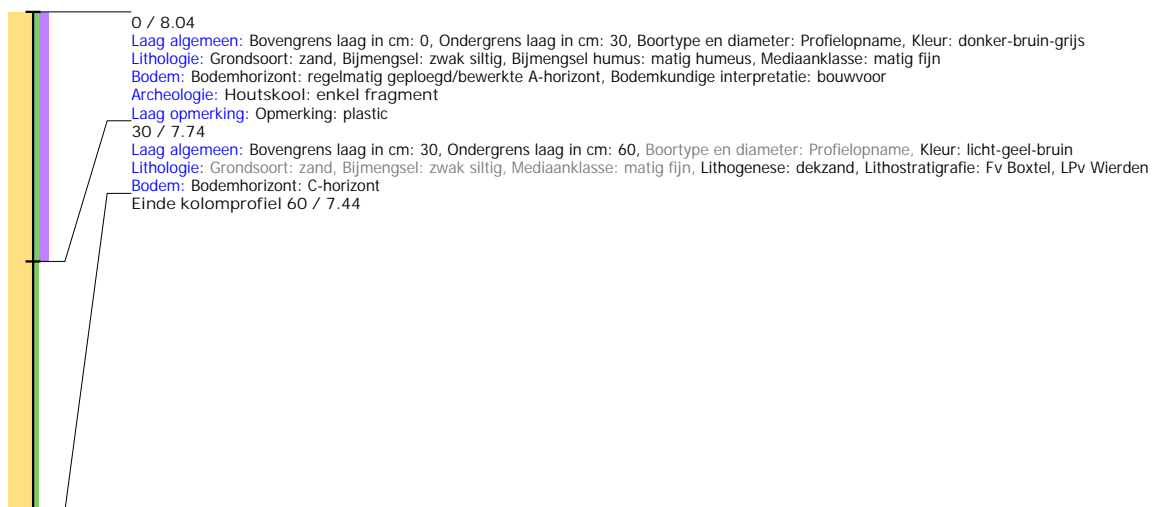 0 / 8.04
Laag algemeen: Bovengrens laag in cm: 0, Ondergrens laag in cm: 30, Boortype en diameter: Profielopname, Kleur: donker-bruin-grijs
Lithologie: Grondsoort: zand, Bijmengsel: zwak siltig, Bijmengsel humus: matig humeus, Mediaanklasse: matig fijn
Bodem: Bodemhorizont: regelmatig geploegd/bewerkte A-horizont, Bodemkundige interpretatie: bouwvoor
Archeologie: Houtskool: enkel fragment
Laag opmerking: Opmerking: plastic
30 / 7.74
Laag algemeen: Bovengrens laag in cm: 30, Ondergrens laag in cm: 60, Boortype en diameter: Profielopname, Kleur: licht-geel-bruin
Lithologie: Grondsoort: zand, Bijmengsel: zwak siltig, Mediaanklasse: matig fijn, Lithogenese: dekzand, Lithostratigrafie: Fv Boxtel, LPv Wierden
Bodem: Bodemhorizont: C-horizont
Einde kolomprofiel 60 / 7.44